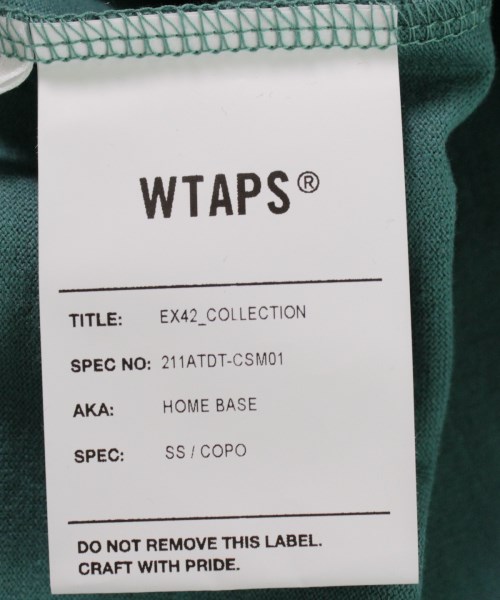 WTAPS®
TITLE: EX42_COLLECTION
SPEC NO: 211ATDT-CSM01
AKA: HOME BASE
SPEC: SS / COPO
DO NOT REMOVE THIS LABEL.
CRAFT WITH PRIDE.